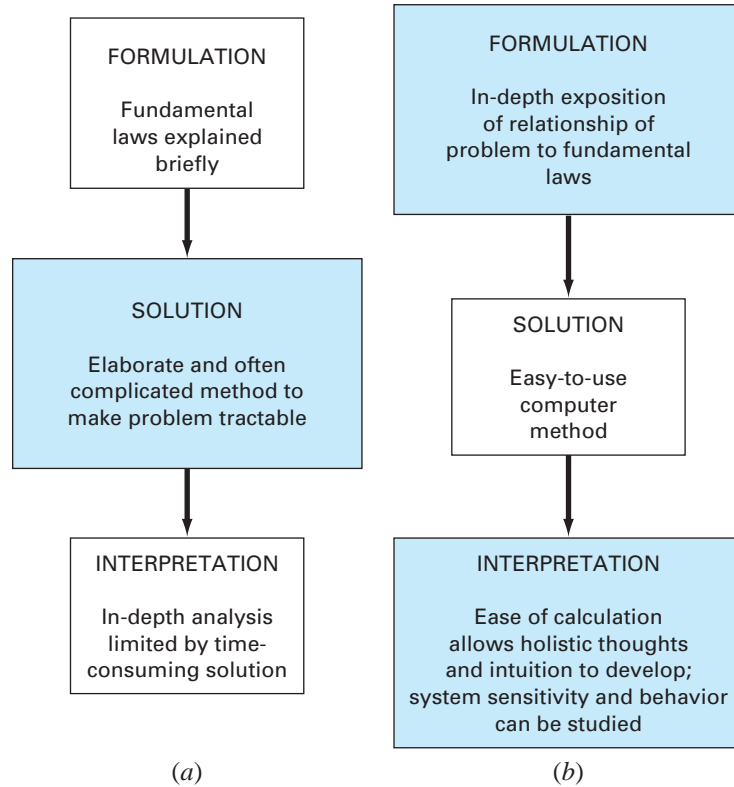 FORMULATION
Fundamental
laws explained
briefly
SOLUTION
Elaborate and often
complicated method to
make problem tractable
INTERPRETATION
In-depth analysis
limited by time-
consuming solution
(a)
FORMULATION
In-depth exposition
of relationship of
problem to fundamental
laws
SOLUTION
Easy-to-use
computer
method
INTERPRETATION
Ease of calculation
allows holistic thoughts
and intuition to develop;
system sensitivity and behavior
can be studied
(b)